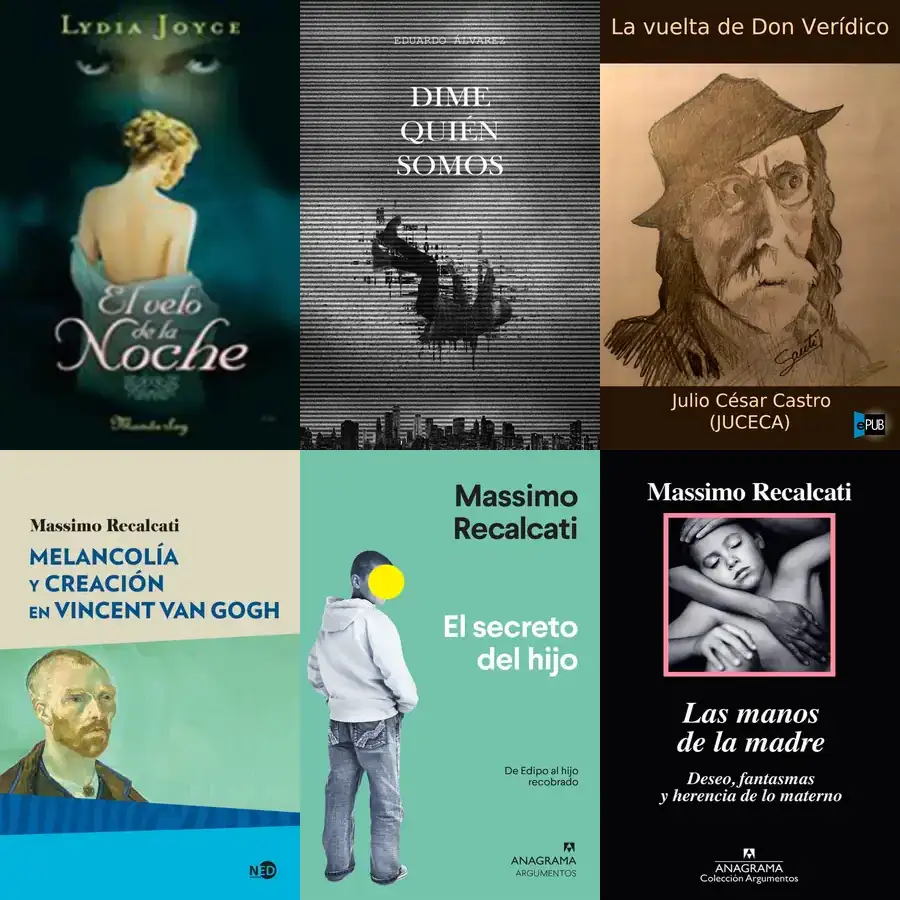 LYDIA JOYCE
El velo
de la
Noche
EDUARDO ÁLVAREZ
DIME
QUIÉN
SOMOS
La vuelta de Don Verídico
Julio César Castro
(JUCECA)
ePUB
Massimo Recalcati
MELANCOLÍA
Y CREACIÓN
EN VINCENT VAN GOGH
NED
Massimo
Recalcati
El secreto
del hijo
De Edipo al hijo
recobrado
ANAGRAMA
ARGUMENTOS
Massimo Recalcati
Las manos
de la madre
Deseo, fantasmas
y herencia de lo materno
ANAGRAMA
Colección Argumentos